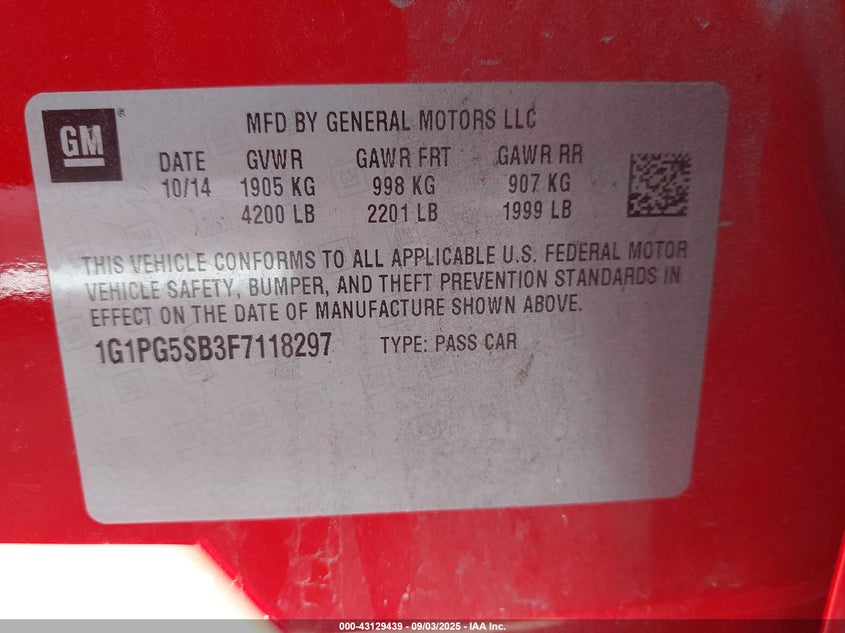 GM
MFD BY GENERAL MOTORS LLC
DATE GVWR GAWR FRT GAWR RR
10/14 1905 KG 998 KG 907 KG
4200 LB 2201 LB 1999 LB
THIS VEHICLE CONFORMS TO ALL APPLICABLE U.S. FEDERAL MOTOR
VEHICLE SAFETY, BUMPER, AND THEFT PREVENTION STANDARDS IN
EFFECT ON THE DATE OF MANUFACTURE SHOWN ABOVE.
1G1PG5SB3F7118297 TYPE: PASS CAR
000-43129439 - 09/03/2025 - IAA Inc.